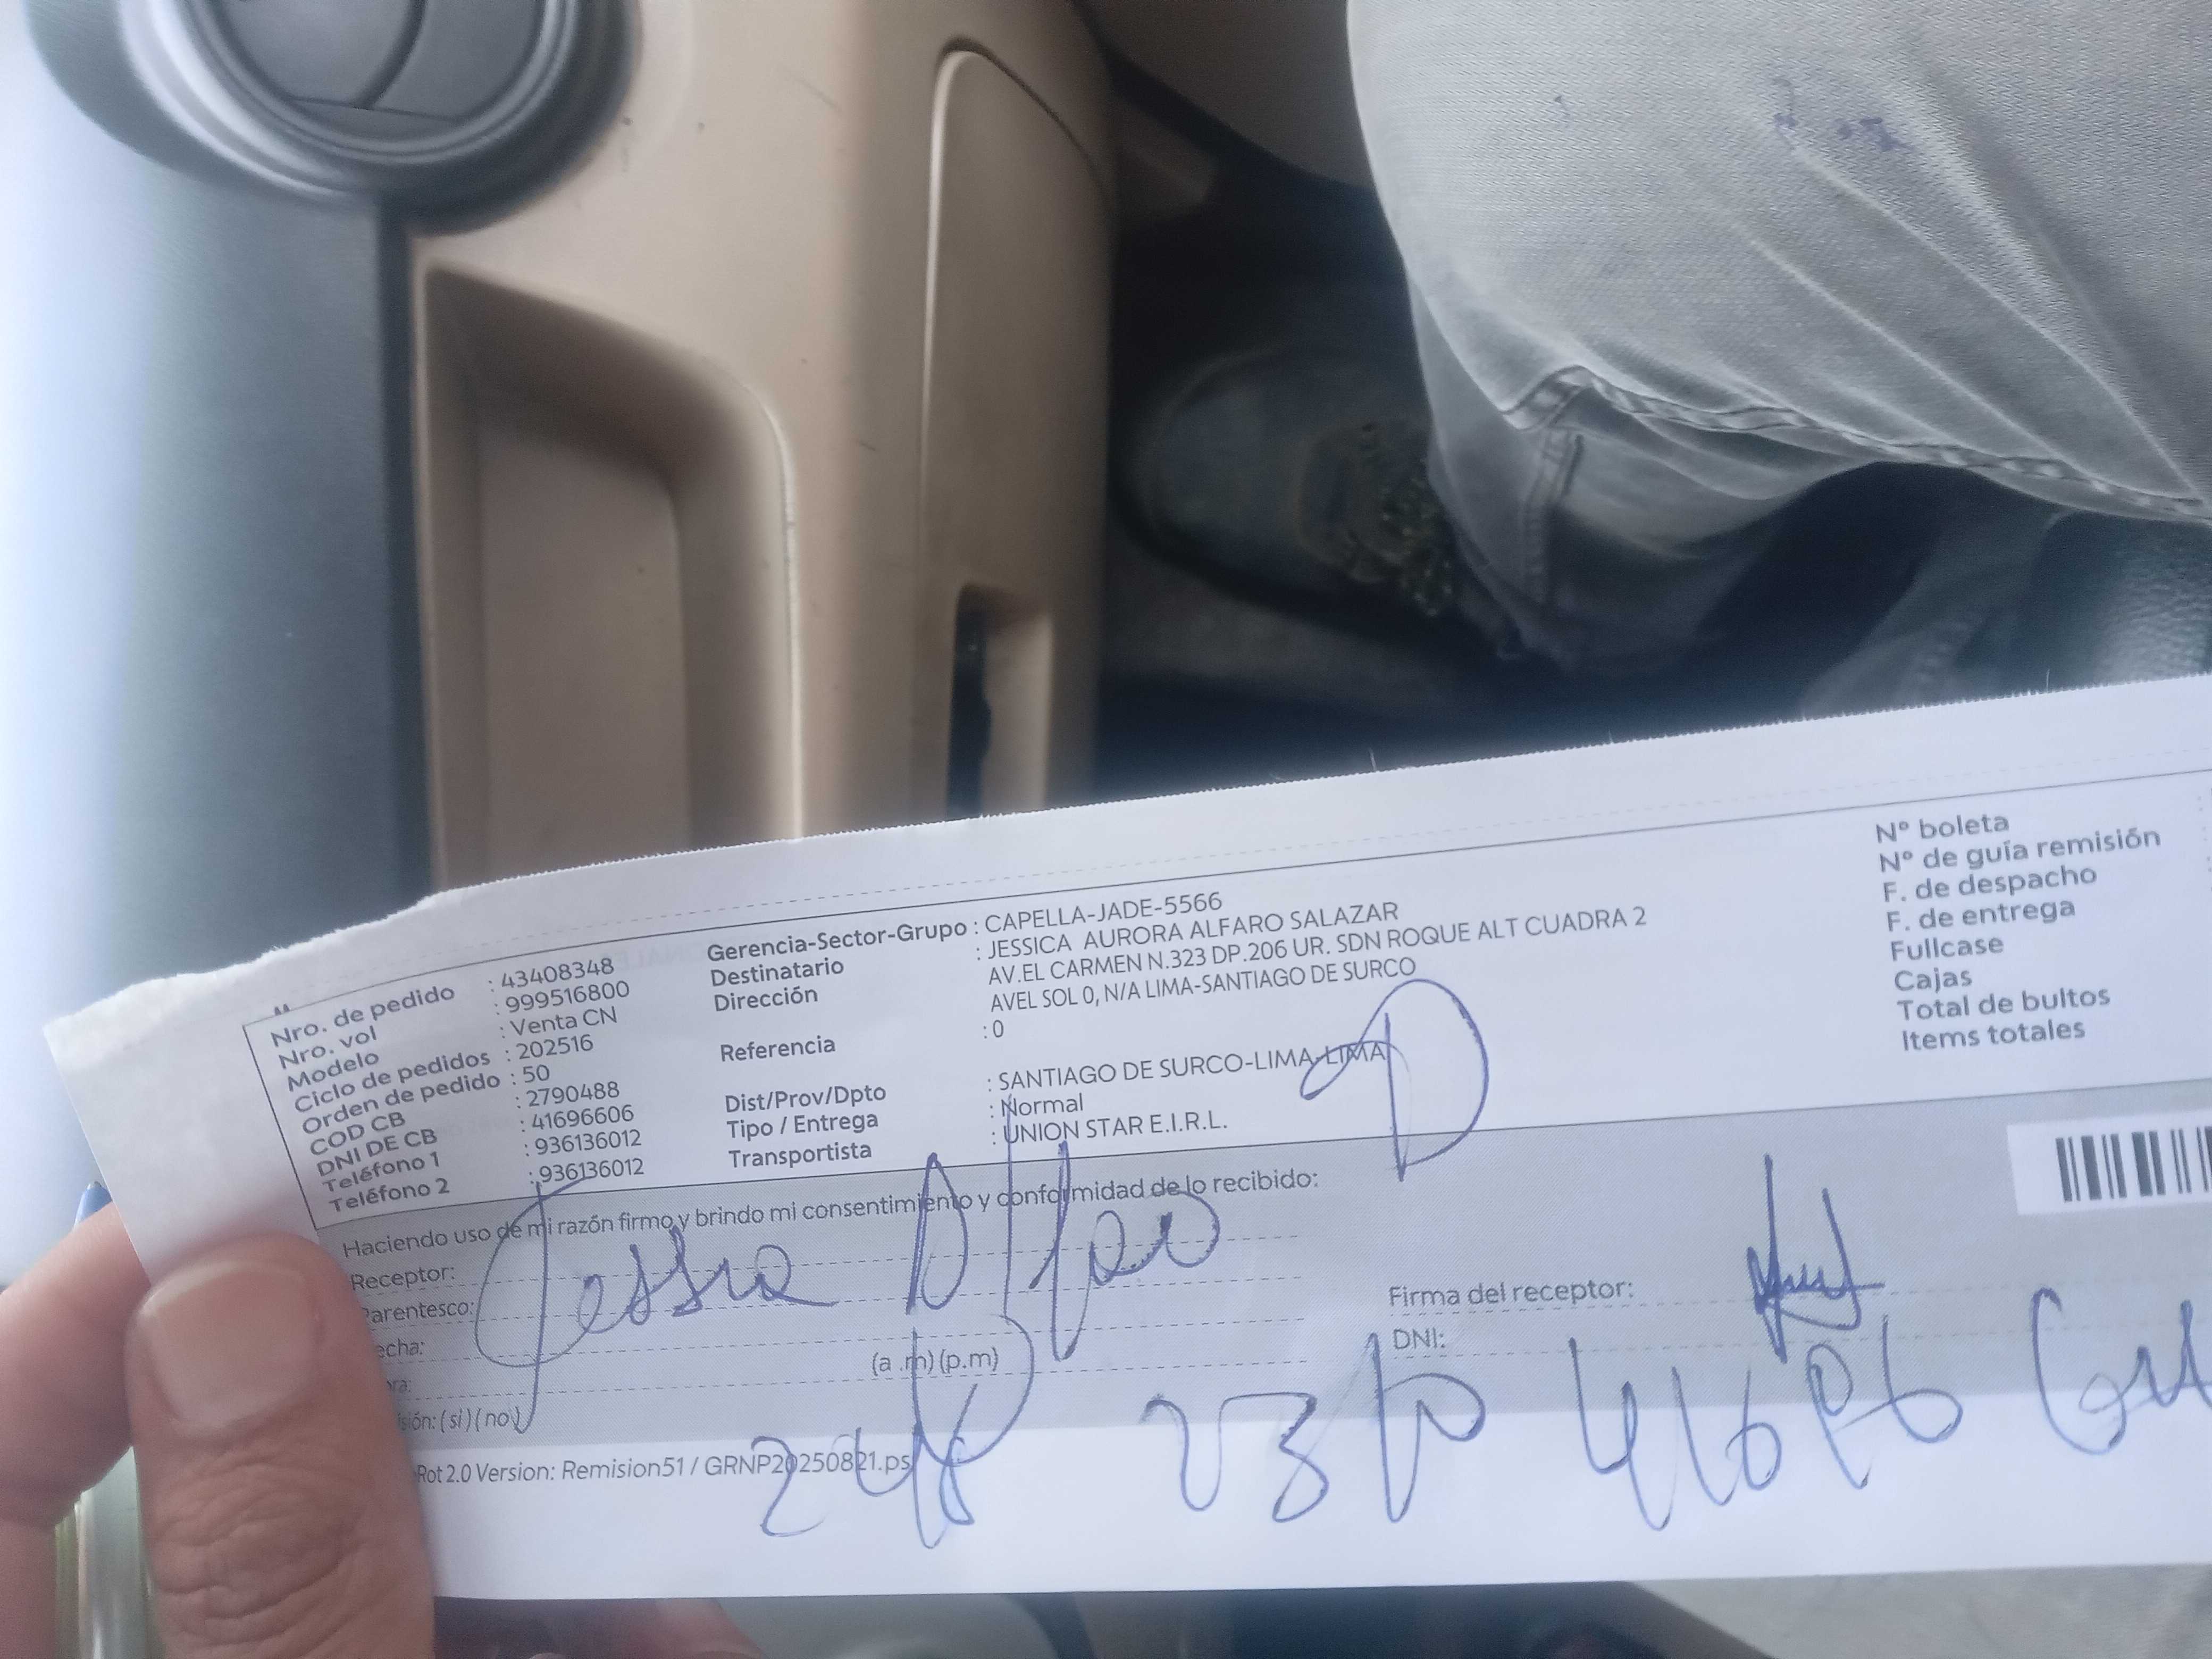 Nro. de pedido : 43408348
Nro. vol : 999516800
Modelo : Venta CN
Ciclo de pedidos : 202516
Orden de pedido : 50
COD CB : 2790488
DNI DE CB : 41696606
Teléfono 1 : 936136012
Teléfono 2 : 936136012
Gerencia-Sector-Grupo : CAPELLA-JADE-5566
Destinatario : JESSICA AURORA ALFARO SALAZAR
Dirección AV.EL CARMEN N.323 DP.206 UR. SDN ROQUE ALT CUADRA 2
AVEL SOL 0, N/A LIMA-SANTIAGO DE SURCO
Referencia : 0
Dist/Prov/Dpto : SANTIAGO DE SURCO-LIMA-LIMA
Tipo / Entrega : Normal
Transportista : UNION STAR E.I.R.L.
N° boleta
N° de guía remisión
F. de despacho
F. de entrega
Fullcase
Cajas
Total de bultos
Items totales
Haciendo uso de mi razón firmo y brindo mi consentimiento y conformidad de lo recibido:
Receptor:
Parentesco:
echa:
ra: (a .m) (p.m)
isión: ( si ) ( no )
Firma del receptor:
DNI:
Rot 2.0 Version: Remision51 / GRNP20250821.ps